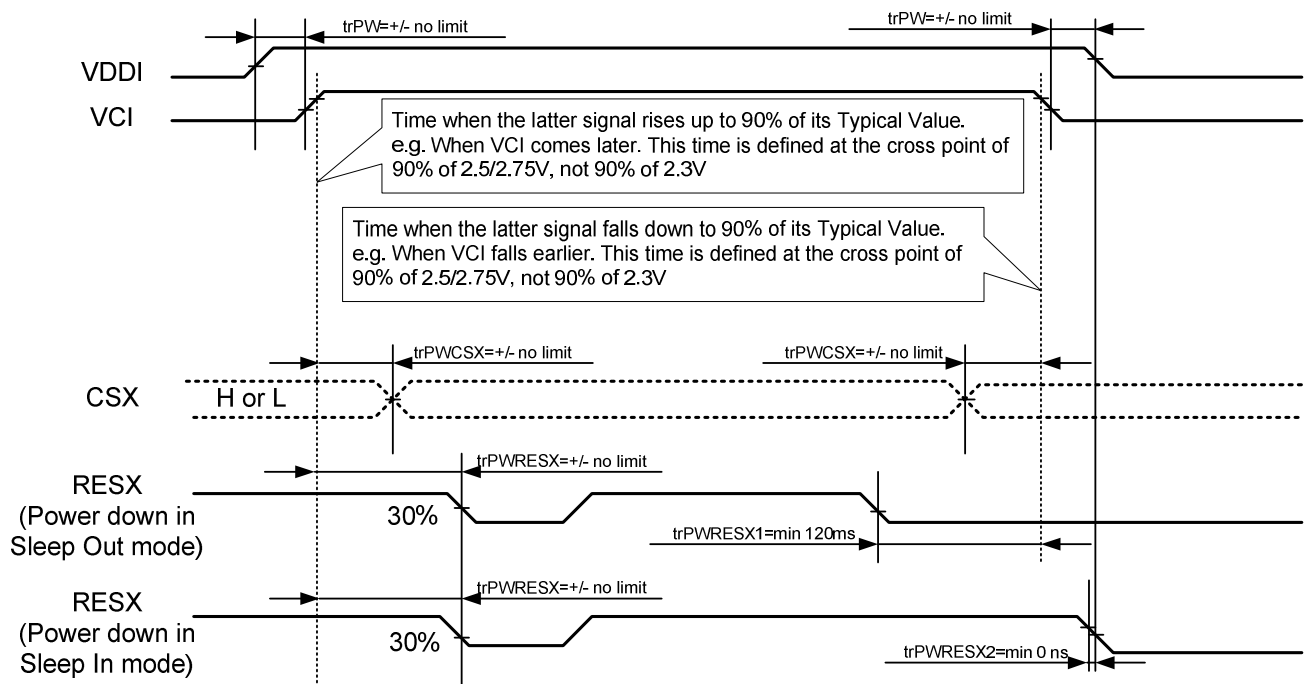 trPW=+/- no limit
trPW=+/- no limit
VDDI
VCI
Time when the latter signal rises up to 90% of its Typical Value.
e.g. When VCI comes later. This time is defined at the cross point of
90% of 2.5/2.75V, not 90% of 2.3V
Time when the latter signal falls down to 90% of its Typical Value.
e.g. When VCI falls earlier. This time is defined at the cross point of
90% of 2.5/2.75V, not 90% of 2.3V
trPWCSX=+/- no limit
trPWCSX=+/- no limit
CSX
H or L
trPWRESX=+/- no limit
RESX
(Power down in
Sleep Out mode)
30%
trPWRESX1=min 120ms
trPWRESX=+/- no limit
RESX
(Power down in
Sleep In mode)
30%
trPWRESX2=min 0 ns